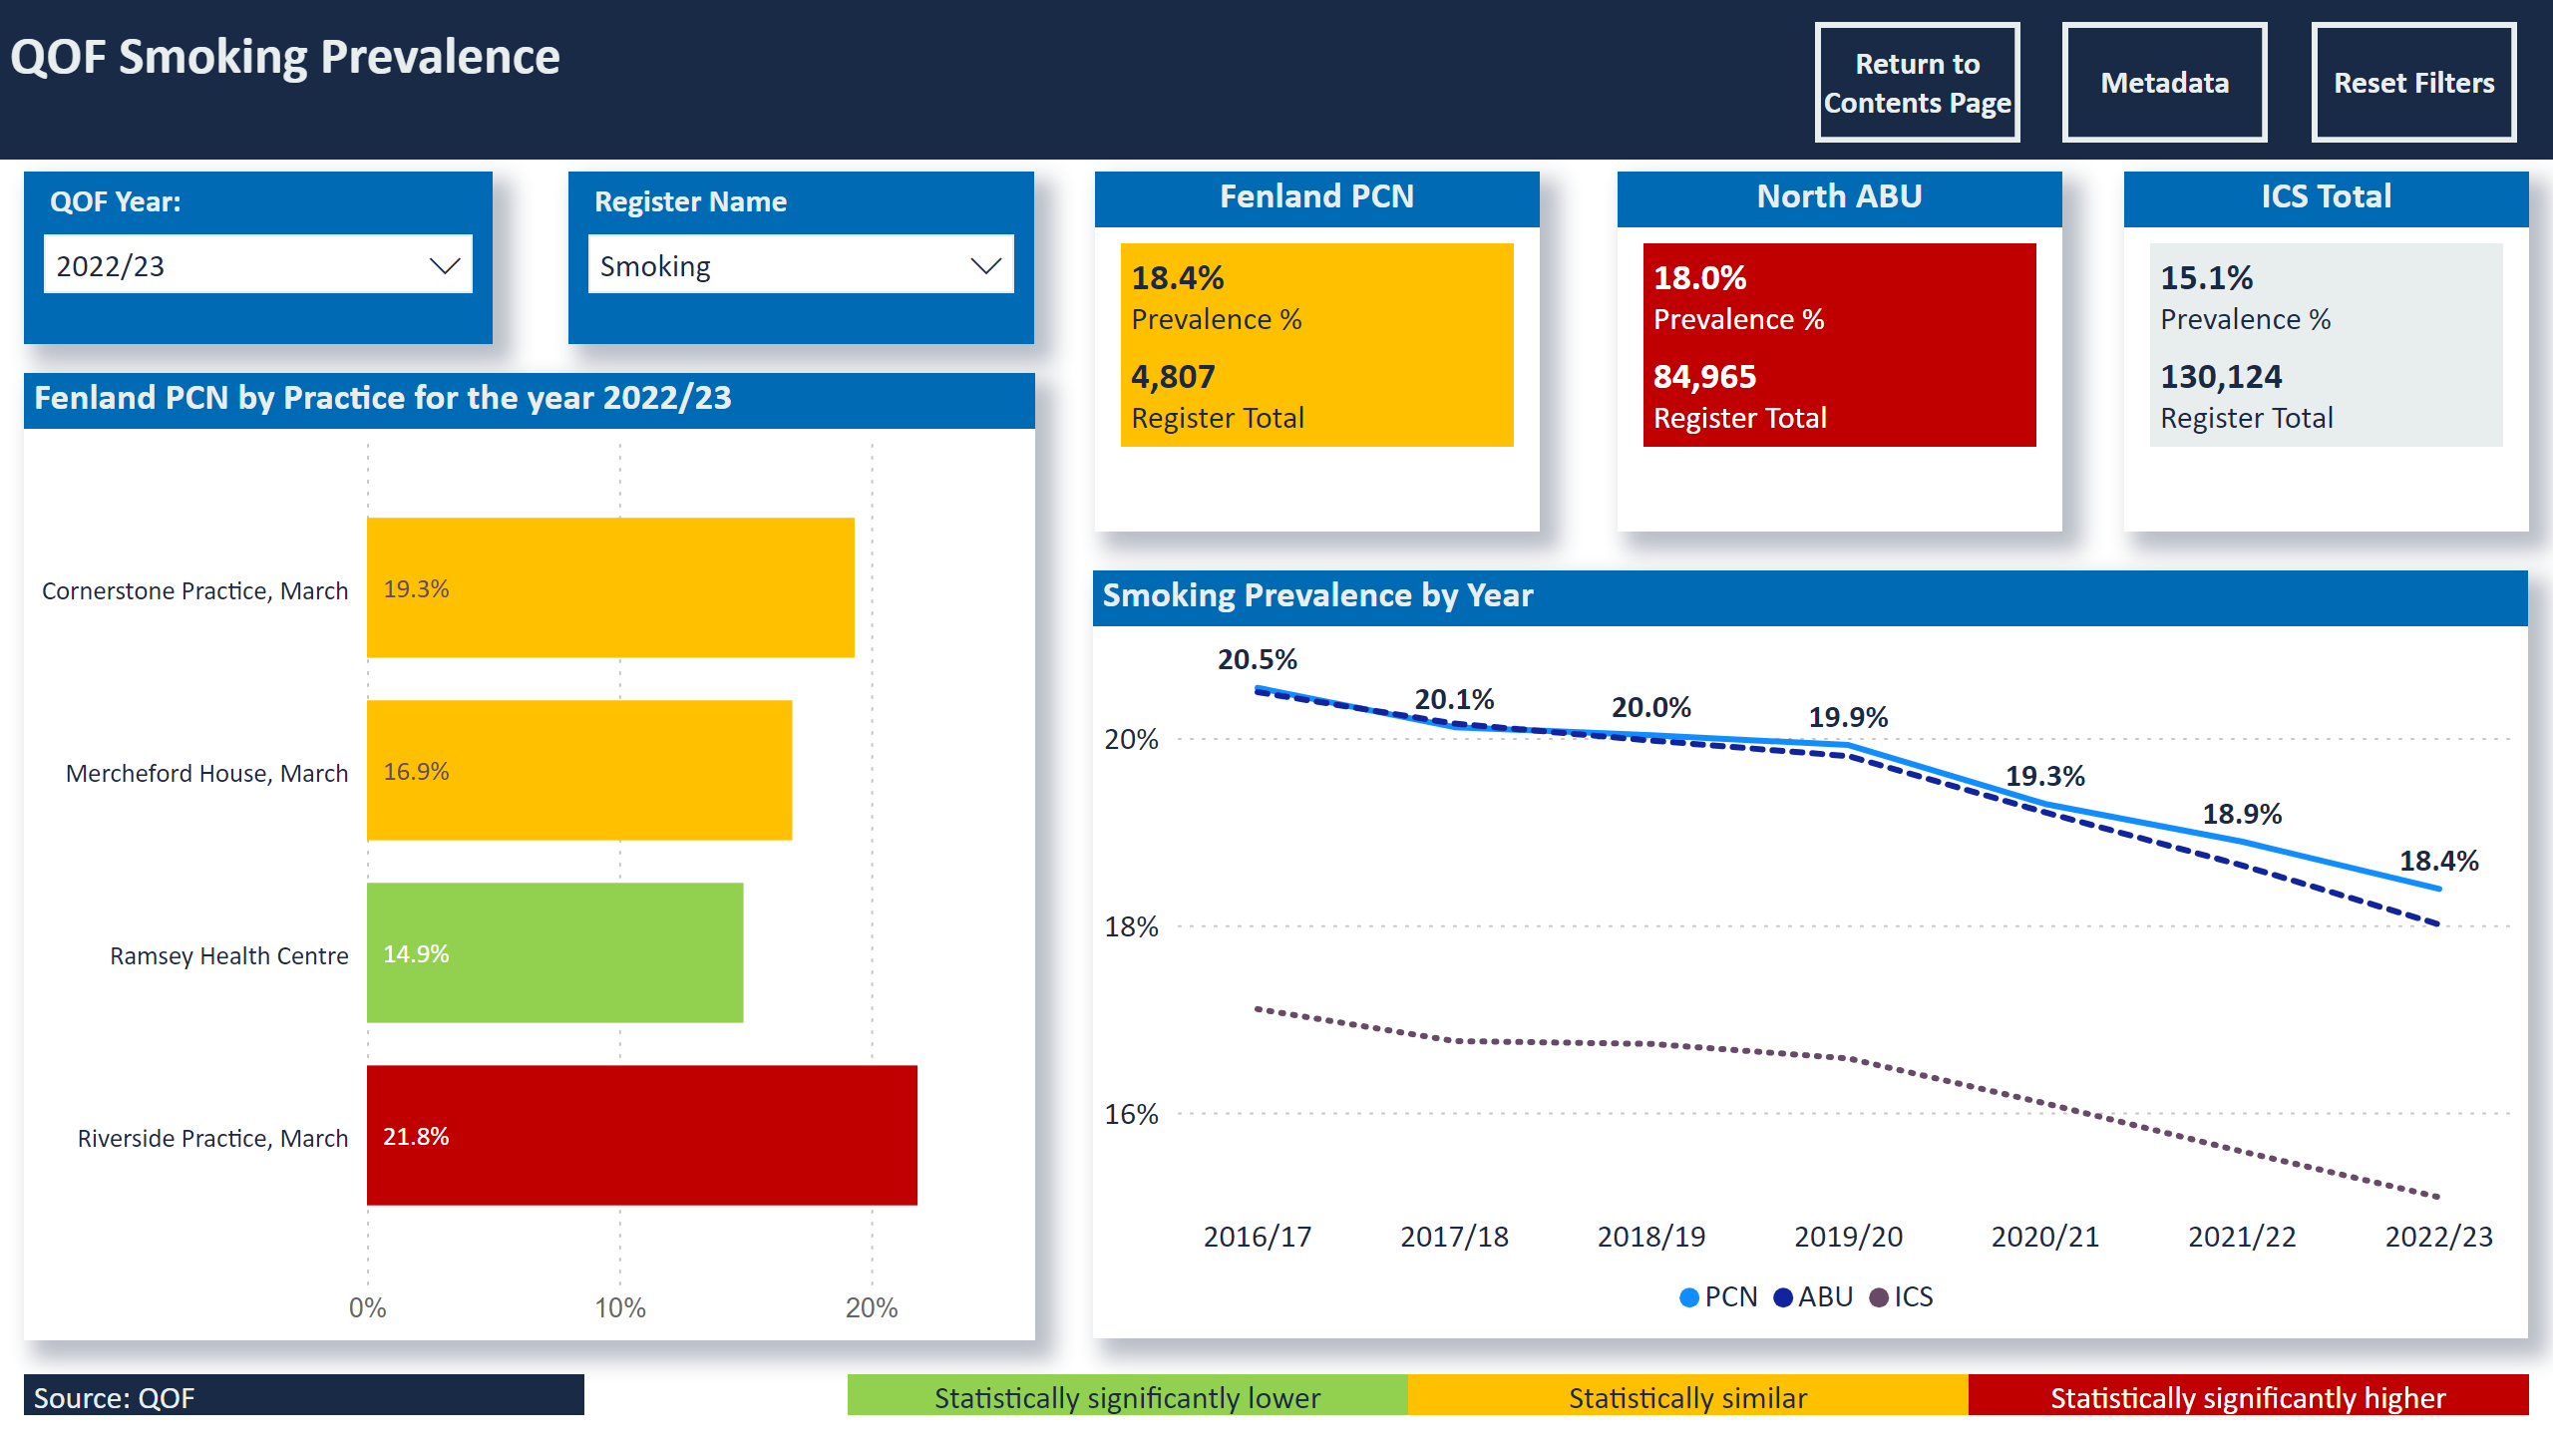 QOF Smoking Prevalence
Return to
Contents Page
Metadata
Reset Filters
QOF Year:
2022/23
Register Name
Smoking
Fenland PCN
18.4%
Prevalence %
4,807
Register Total
North ABU
18.0%
Prevalence %
84,965
Register Total
ICS Total
15.1%
Prevalence %
130,124
Register Total
Fenland PCN by Practice for the year 2022/23
Cornerstone Practice, March
19.3%
Mercheford House, March
16.9%
Ramsey Health Centre
14.9%
Riverside Practice, March
21.8%
0%
10%
20%
Smoking Prevalence by Year
20.5%
20.1%
20.0%
19.9%
19.3%
18.9%
18.4%
20%
18%
16%
2016/17
2017/18
2018/19
2019/20
2020/21
2021/22
2022/23
PCN
ABU
ICS
Source: QOF
Statistically significantly lower
Statistically similar
Statistically significantly higher